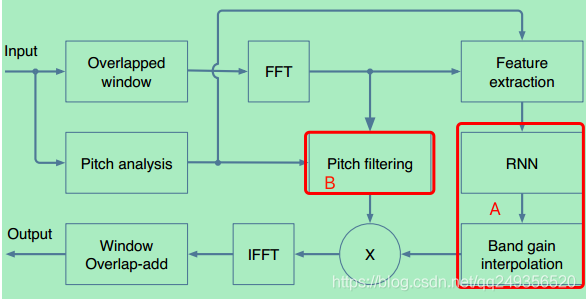 Input
Overlapped
window
FFT
Feature
extraction
Pitch analysis
Pitch filtering
B
RNN
A
Output
Window
Overlap-add
IFFT
X
Band gain
interpolation
https://blog.csdn.net/qq249356520